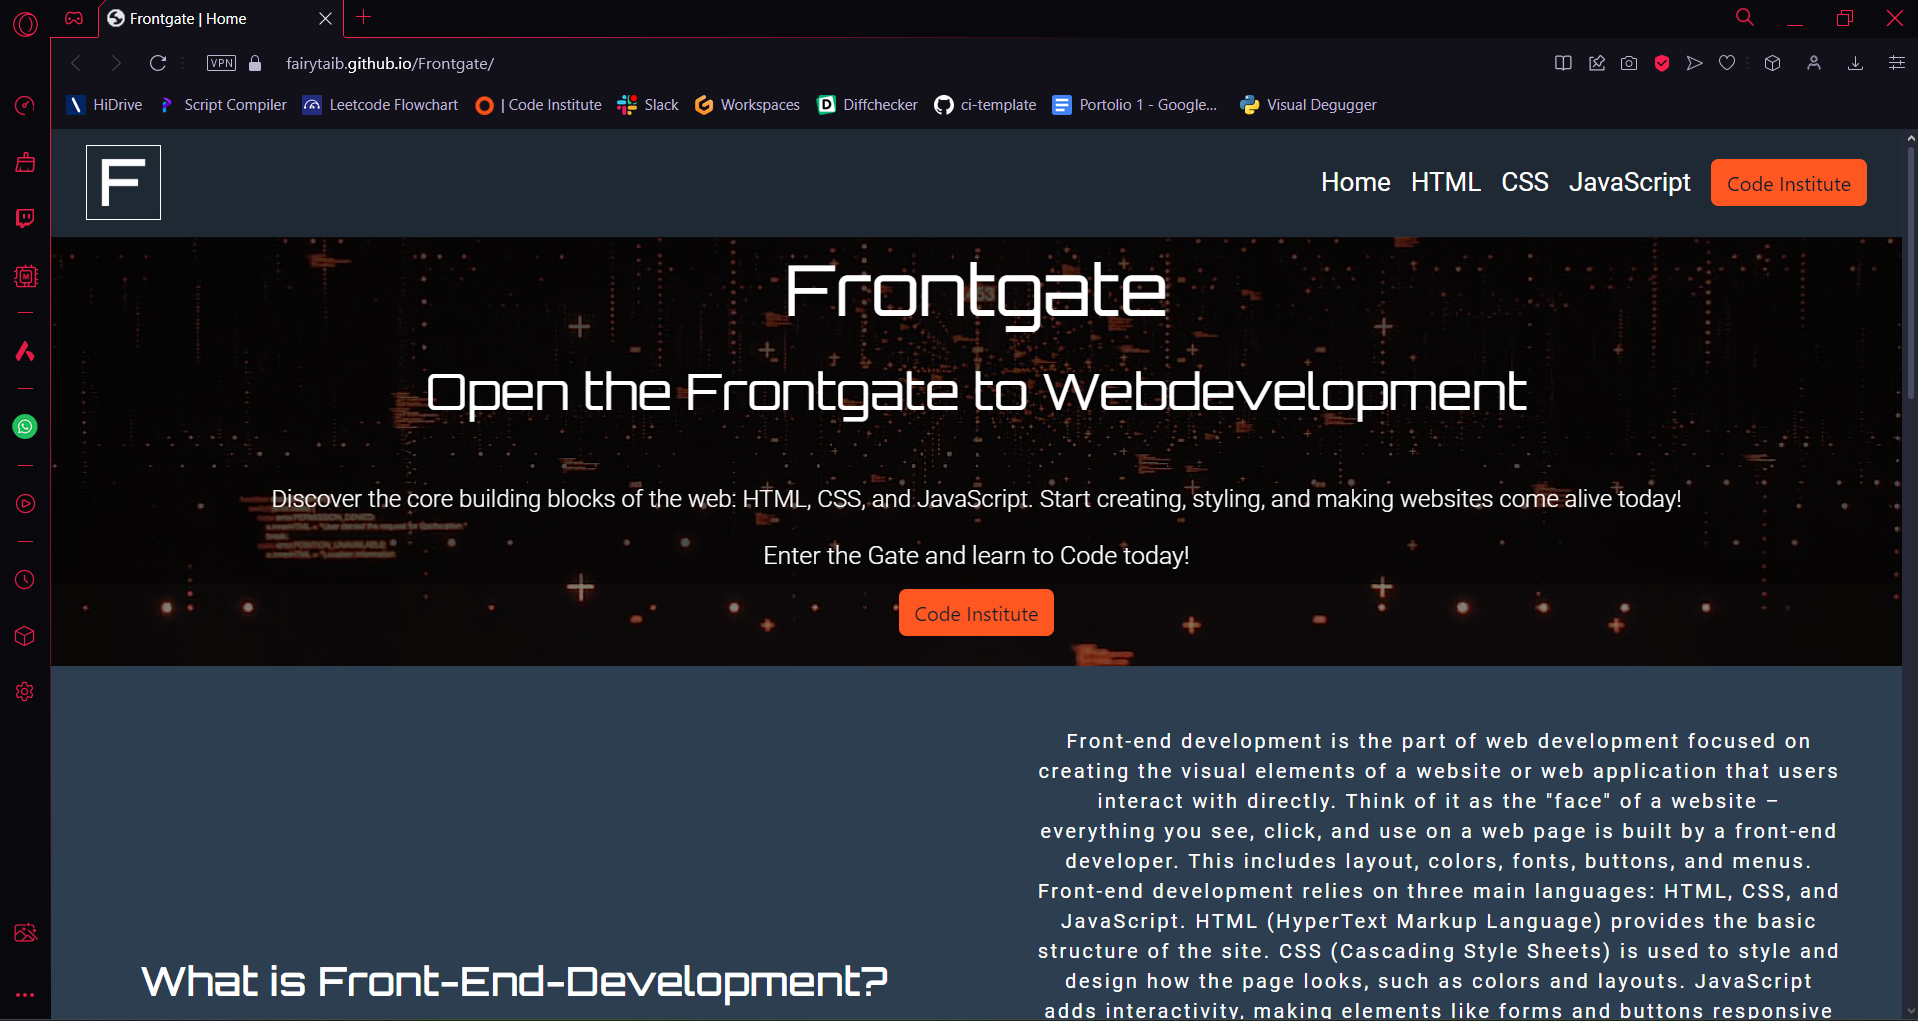 Frontgate | Home
VPN
fairytaib.github.io/Frontgate/
HiDrive
Script Compiler
Leetcode Flowchart
| Code Institute
Slack
Workspaces
Diffchecker
ci-template
Portolio 1 - Google...
Visual Degugger
F
Home
HTML
CSS
JavaScript
Code Institute
Frontgate
Open the Frontgate to Webdevelopment
Discover the core building blocks of the web: HTML, CSS, and JavaScript. Start creating, styling, and making websites come alive today!
Enter the Gate and learn to Code today!
Code Institute
What is Front-End-Development?
Front-end development is the part of web development focused on
creating the visual elements of a website or web application that users
interact with directly. Think of it as the "face" of a website –
everything you see, click, and use on a web page is built by a front-end
developer. This includes layout, colors, fonts, buttons, and menus.
Front-end development relies on three main languages: HTML, CSS, and
JavaScript. HTML (HyperText Markup Language) provides the basic
structure of the site. CSS (Cascading Style Sheets) is used to style and
design how the page looks, such as colors and layouts. JavaScript
adds interactivity, making elements like forms and buttons responsive